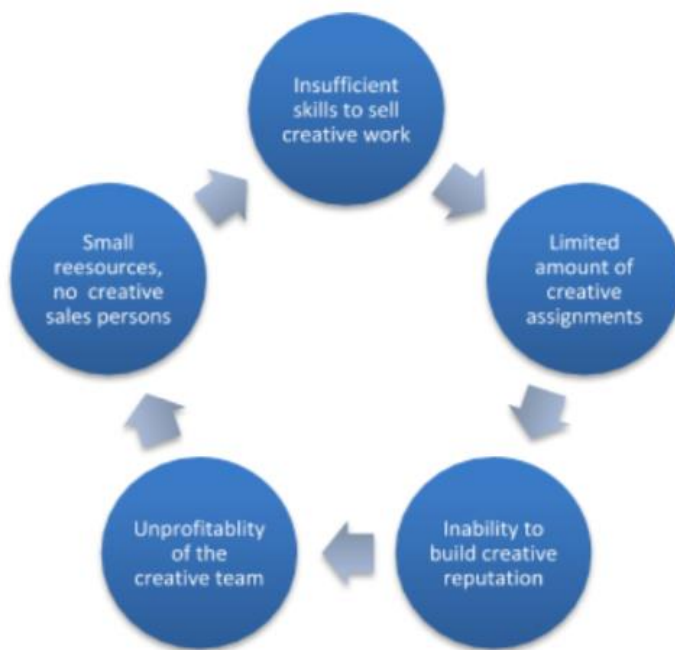 Insufficient
skills to sell
creative work
Limited
amount of
creative
assignments
Inability to
build creative
reputation
Unprofitablity
of the
creative team
Small
reesources,
no creative
sales persons